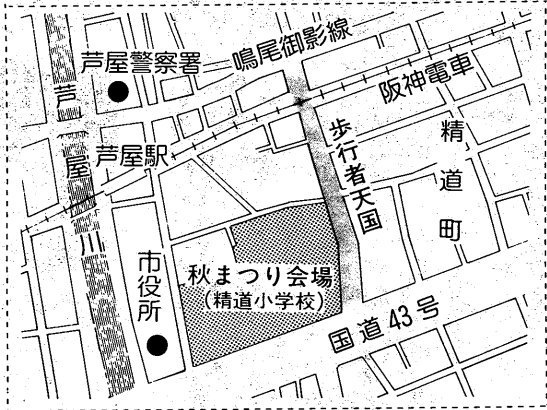 鳴尾御影線
芦屋警察署
阪神電車
芦屋川
芦屋駅
歩行者天国
精道町
市役所
秋まつり会場
(精道小学校)
国道43号